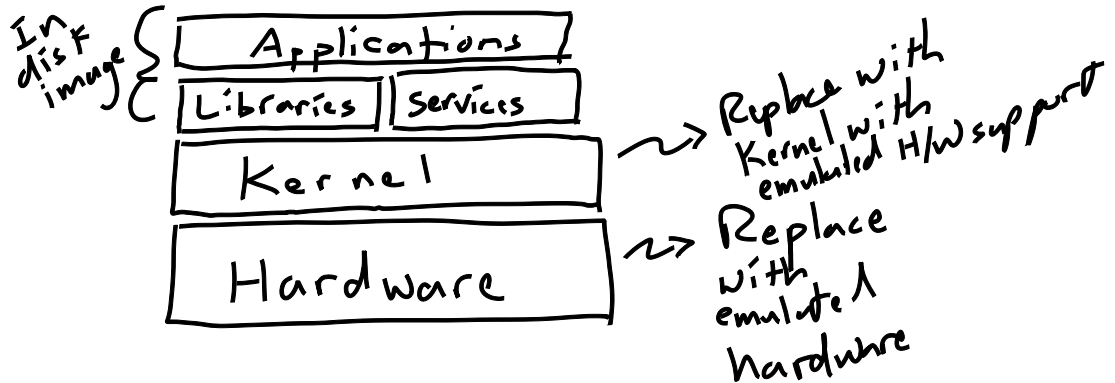 In
disk
image
Applications
Libraries
Services
Kernel
Hardware
Replace with
Kernel with
emulated H/W support
Replace
with
emulated
hardware